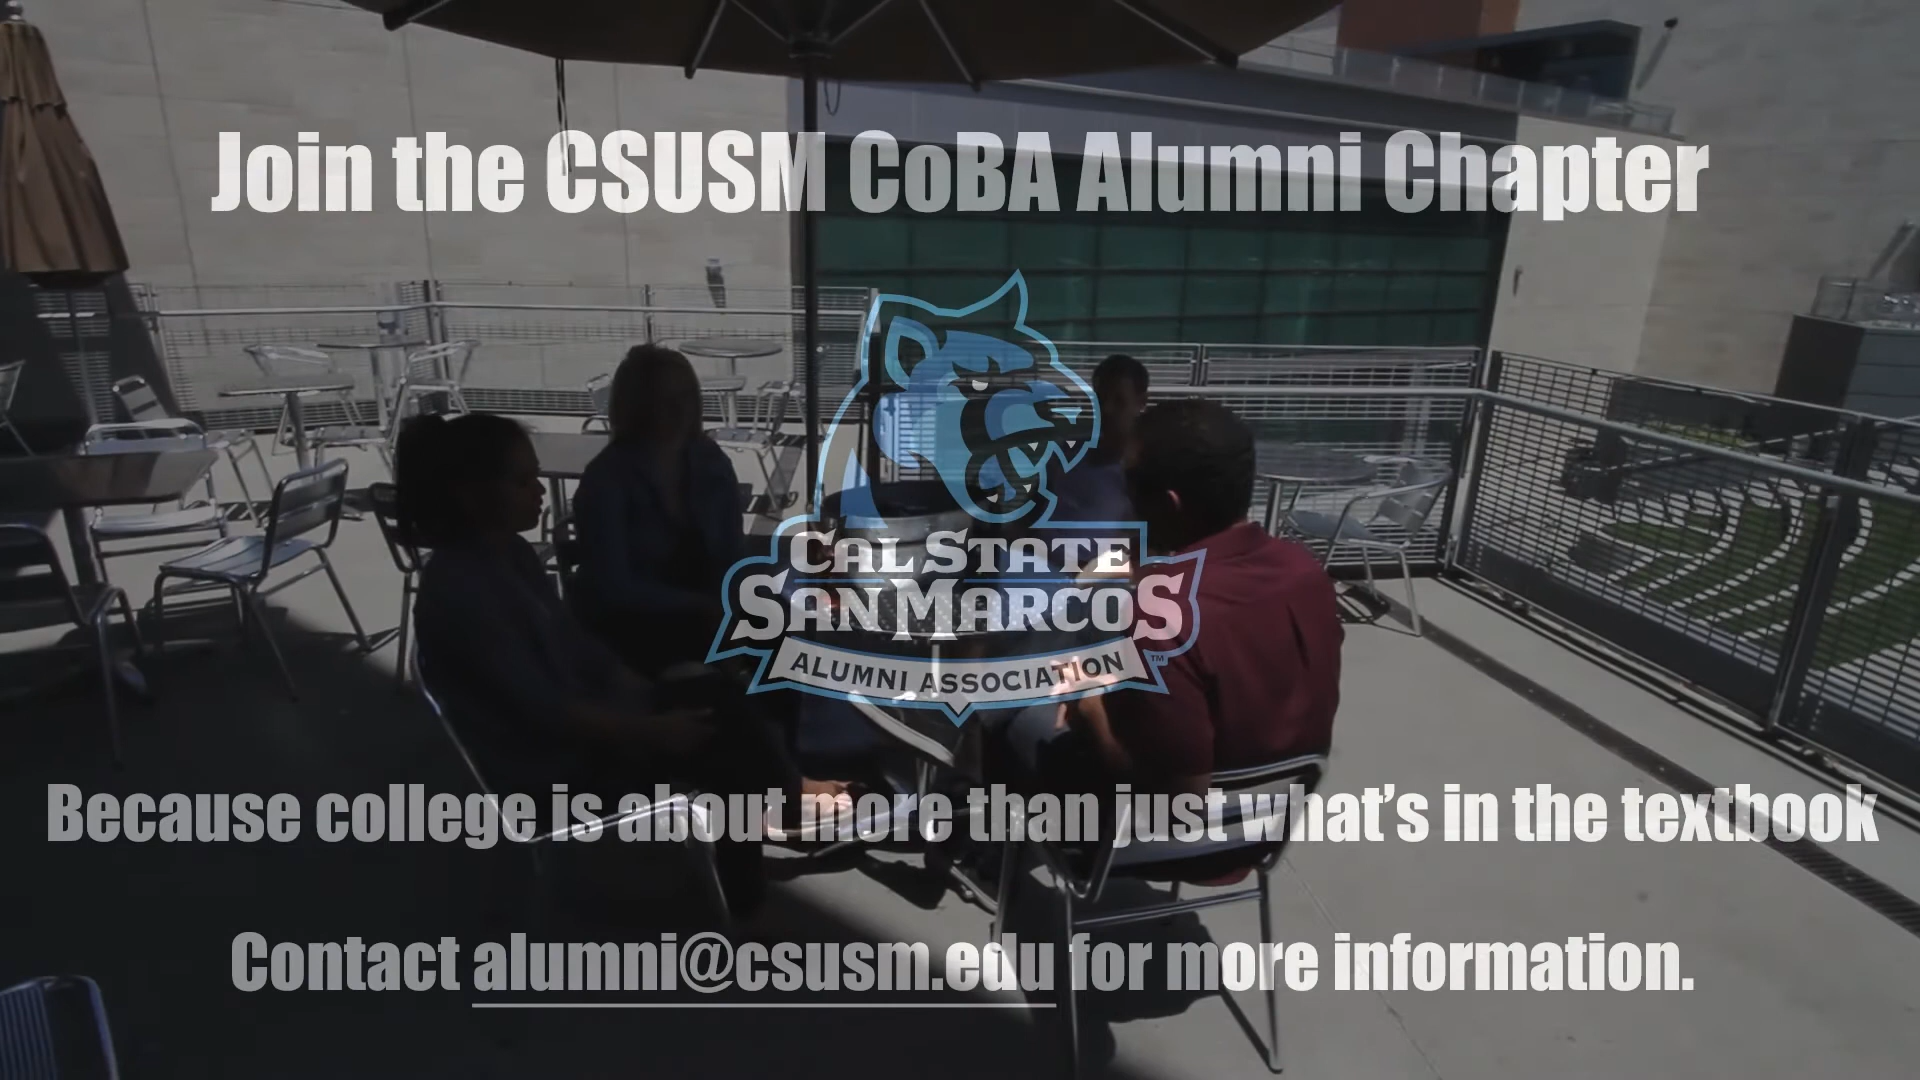 Join the CSUSM CoBA Alumni Chapter
CAL STATE
SAN MARCOS
ALUMNI ASSOCIATION
TM
Because college is about more than just what's in the textbook
Contact alumni@csusm.edu for more information.